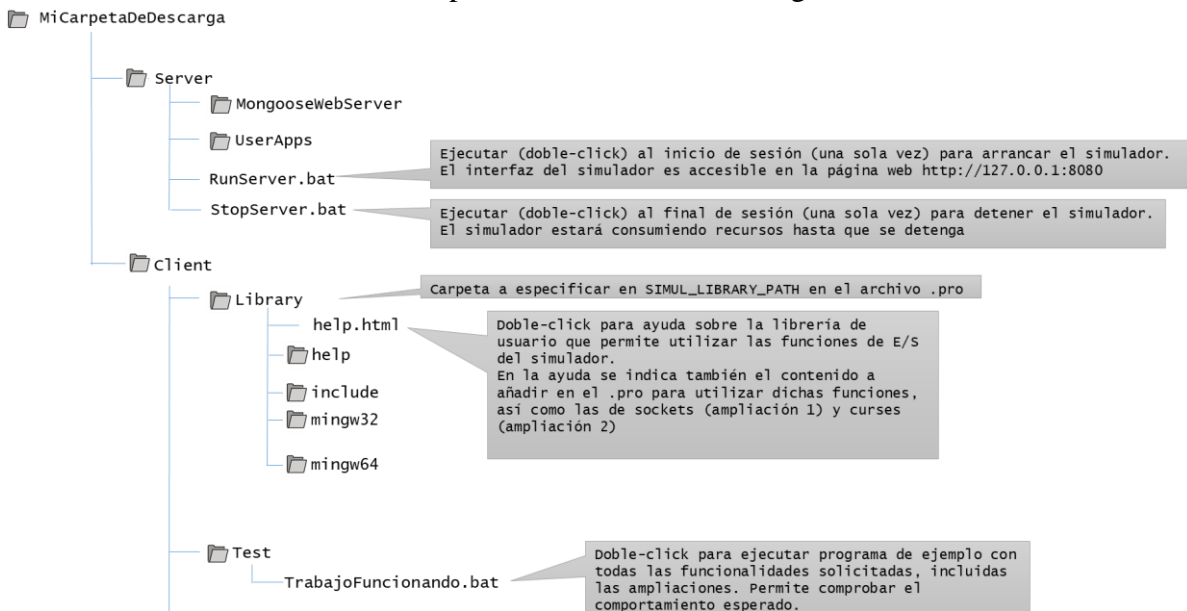 MiCarpetaDeDescarga
Server
MongooseWebServer
UserApps
RunServer.bat
Ejecutar (doble-click) al inicio de sesión (una sola vez) para arrancar el simulador.
El interfaz del simulador es accesible en la página web http://127.0.0.1:8080
StopServer.bat
Ejecutar (doble-click) al final de sesión (una sola vez) para detener el simulador.
El simulador estará consumiendo recursos hasta que se detenga
Client
Library
Carpeta a especificar en SIMUL_LIBRARY_PATH en el archivo .pro
help.html
Doble-click para ayuda sobre la librería de
usuario que permite utilizar las funciones de E/S
del simulador.
En la ayuda se indica también el contenido a
añadir en el .pro para utilizar dichas funciones,
así como las de sockets (ampliación 1) y curses
(ampliación 2)
help
include
mingw32
mingw64
Test
TrabajoFuncionando.bat
Doble-click para ejecutar programa de ejemplo con
todas las funcionalidades solicitadas, incluidas
las ampliaciones. Permite comprobar el
comportamiento esperado.